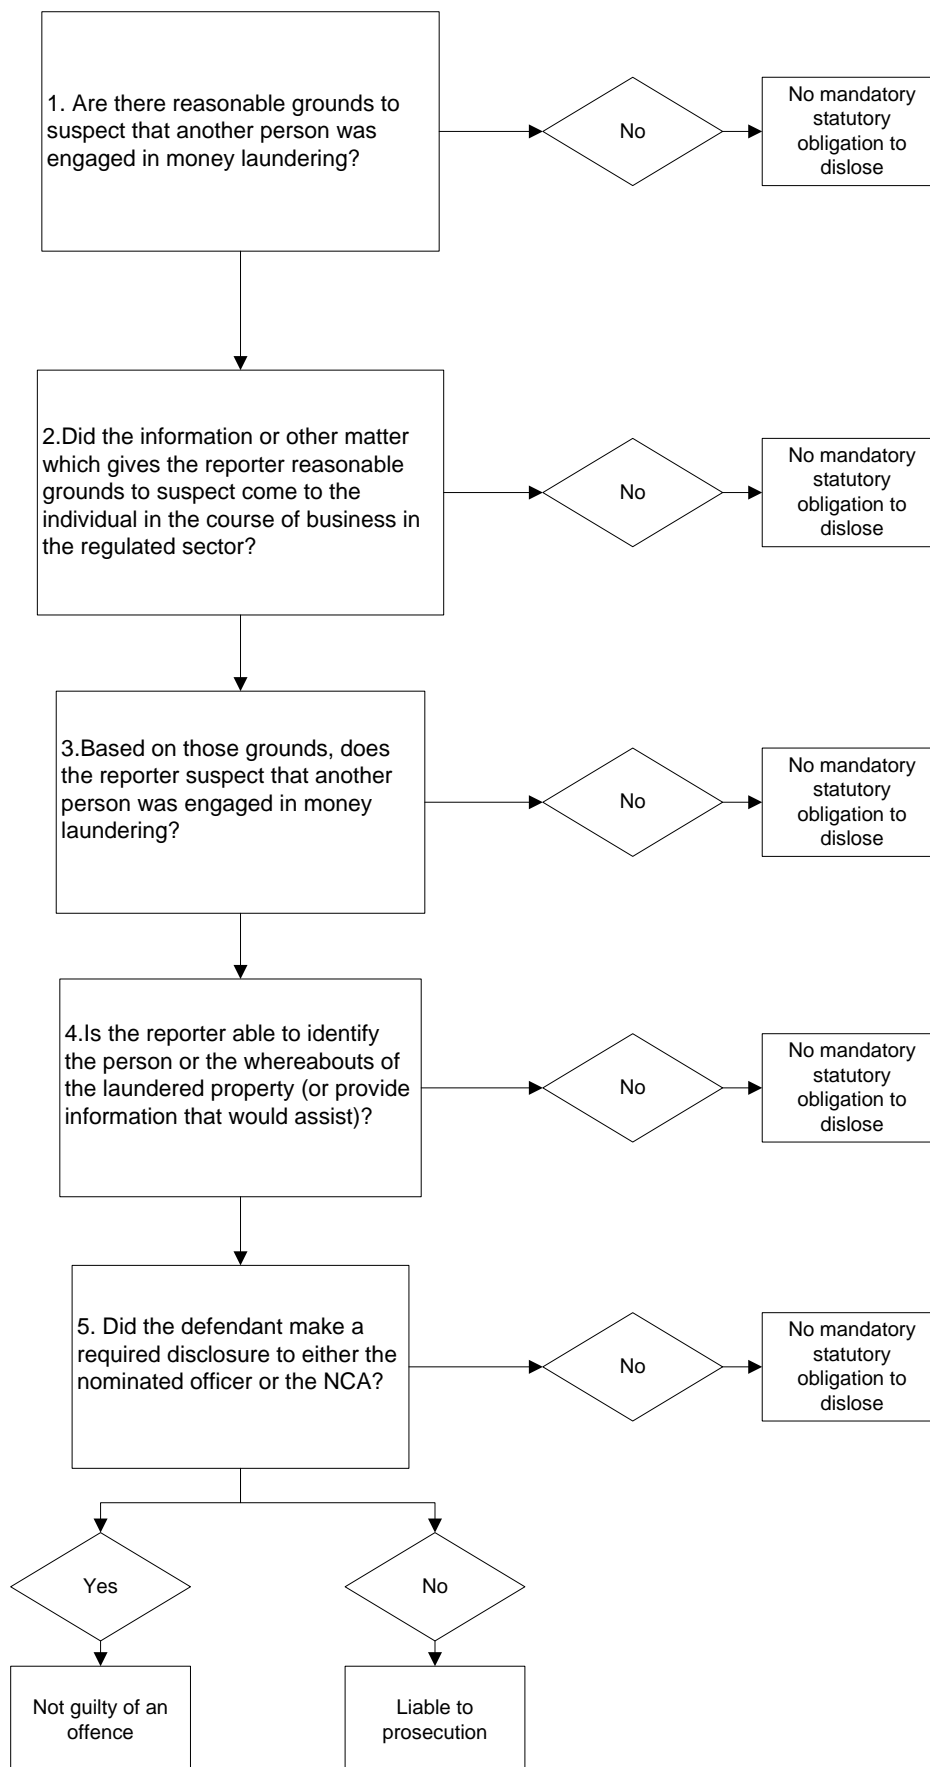 1. Are there reasonable grounds to
suspect that another person was
engaged in money laundering?
No
No mandatory
statutory
obligation to
dislose
2.Did the information or other matter
which gives the reporter reasonable
grounds to suspect come to the
individual in the course of business in
the regulated sector?
No
No mandatory
statutory
obligation to
dislose
3.Based on those grounds, does
the reporter suspect that another
person was engaged in money
laundering?
No
No mandatory
statutory
obligation to
dislose
4.Is the reporter able to identify
the person or the whereabouts of
the laundered property (or provide
information that would assist)?
No
No mandatory
statutory
obligation to
dislose
5. Did the defendant make a
required disclosure to either the
nominated officer or the NCA?
No
No mandatory
statutory
obligation to
dislose
Yes
No
Not guilty of an
offence
Liable to
prosecution